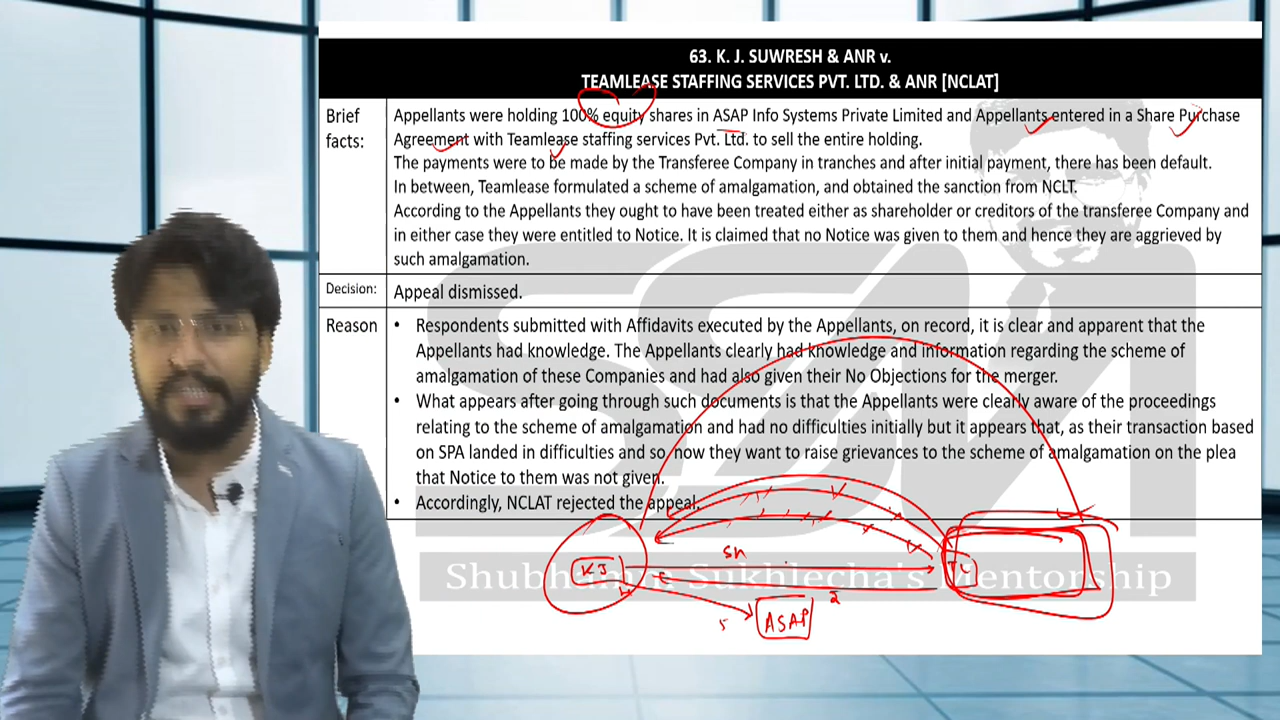 63. K. J. SUWRESH & ANR v.
TEAMLEASE STAFFING SERVICES PVT. LTD. & ANR [NCLAT]
Brief facts:
Appellants were holding 100% equity shares in ASAP Info Systems Private Limited and Appellants entered in a Share Purchase
Agreement with Teamlease staffing services Pvt. Ltd. to sell the entire holding.
The payments were to be made by the Transferee Company in tranches and after initial payment, there has been default.
In between, Teamlease formulated a scheme of amalgamation, and obtained the sanction from NCLT.
According to the Appellants they ought to have been treated either as shareholder or creditors of the transferee Company and
in either case they were entitled to Notice. It is claimed that no Notice was given to them and hence they are aggrieved by
such amalgamation.
Decision:
Appeal dismissed.
Reason
• Respondents submitted with Affidavits executed by the Appellants, on record, it is clear and apparent that the
Appellants had knowledge. The Appellants clearly had knowledge and information regarding the scheme of
amalgamation of these Companies and had also given their No Objections for the merger.
• What appears after going through such documents is that the Appellants were clearly aware of the proceedings
relating to the scheme of amalgamation and had no difficulties initially but it appears that, as their transaction based
on SPA landed in difficulties and so, now they want to raise grievances to the scheme of amalgamation on the plea
that Notice to them was not given.
• Accordingly, NCLAT rejected the appeal.
SSM
Shubhamm Sukhlecha's Mentorship
KJ
Sh
TL
ASAP